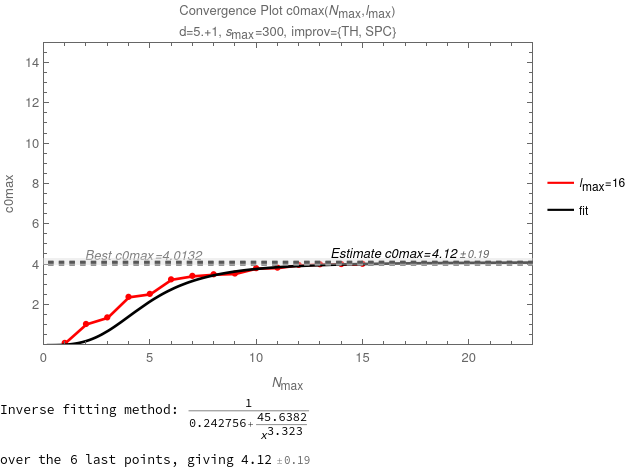 Convergence Plot c0max(Nmax,lmax)
d=5.+1, smax=300, improv={TH, SPC}
14
12
10
8
6
4
2
c0max
Best c0max=4.0132
Estimate c0max=4.12 ±0.19
lmax=16
fit
0 5 10 15 20
Nmax
Inverse fitting method: 1
0.242756+ 45.6382
x3.323
over the 6 last points, giving 4.12 ±0.19